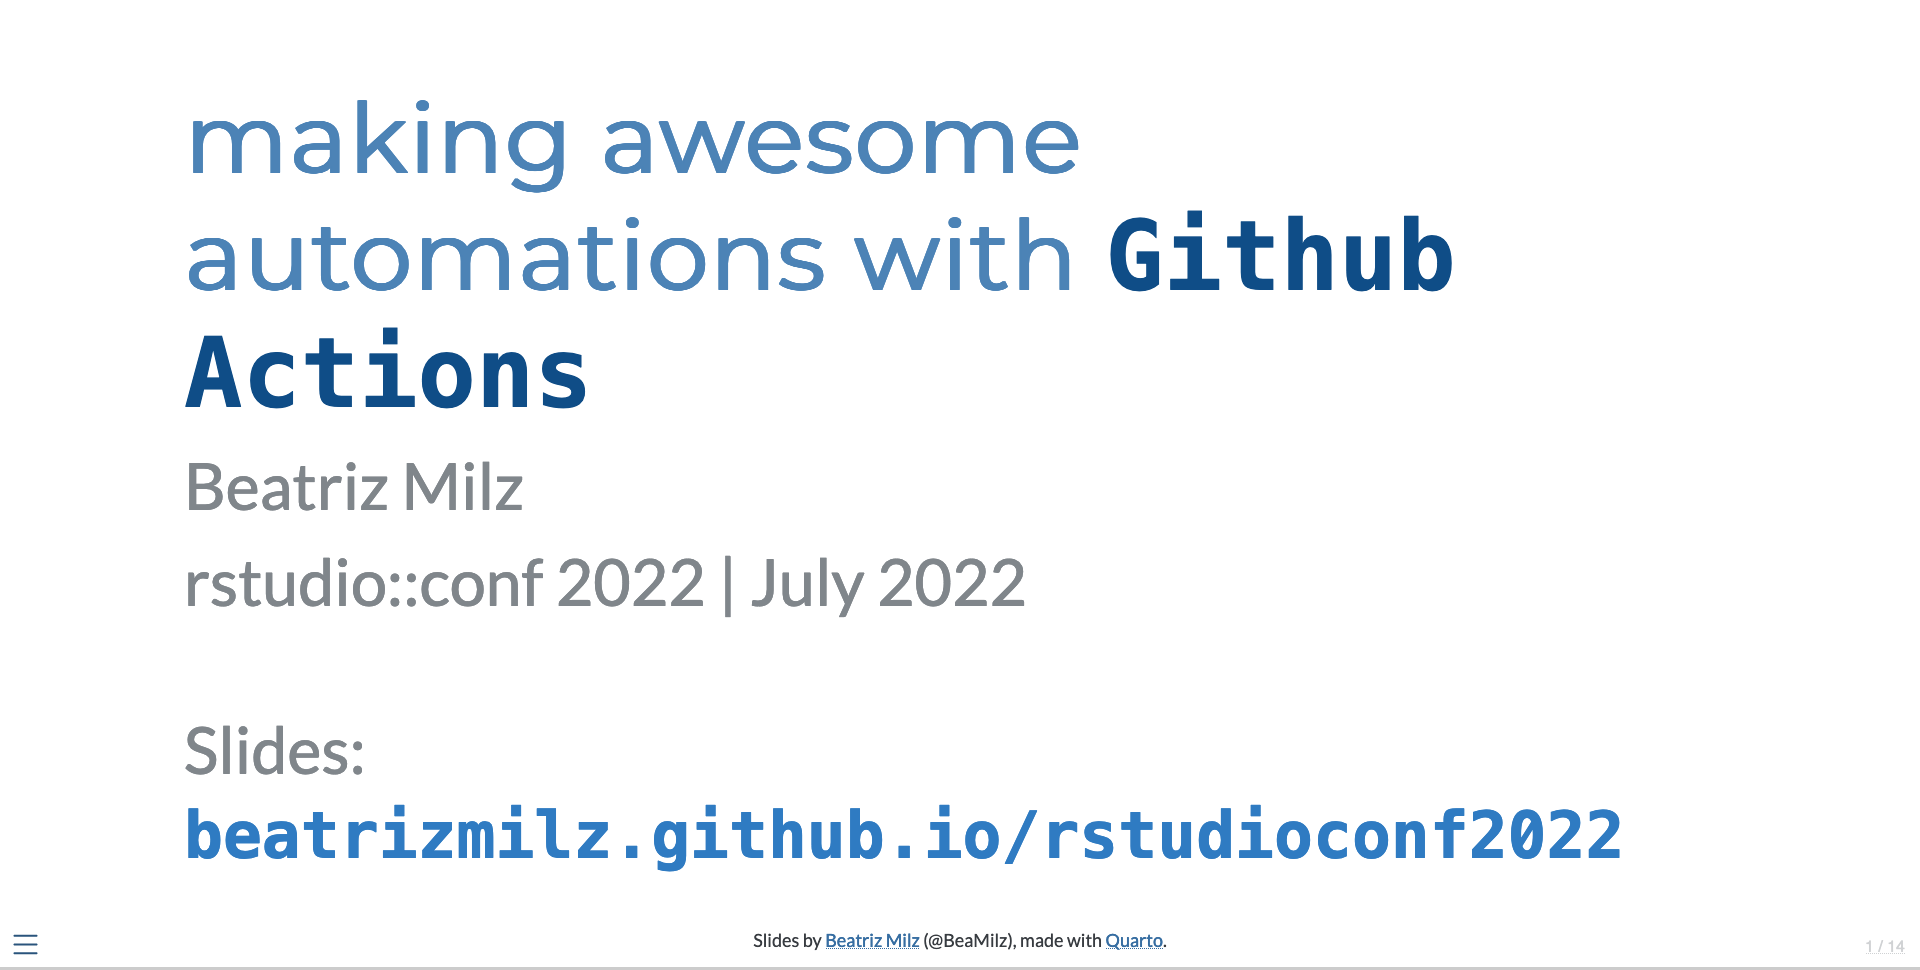 making awesome
automations with Github
Actions
Beatriz Milz
rstudio::conf 2022 | July 2022
Slides:
beatrizmilz.github.io/rstudioconf2022
Slides by Beatriz Milz (@BeaMilz), made with Quarto.
1 / 14